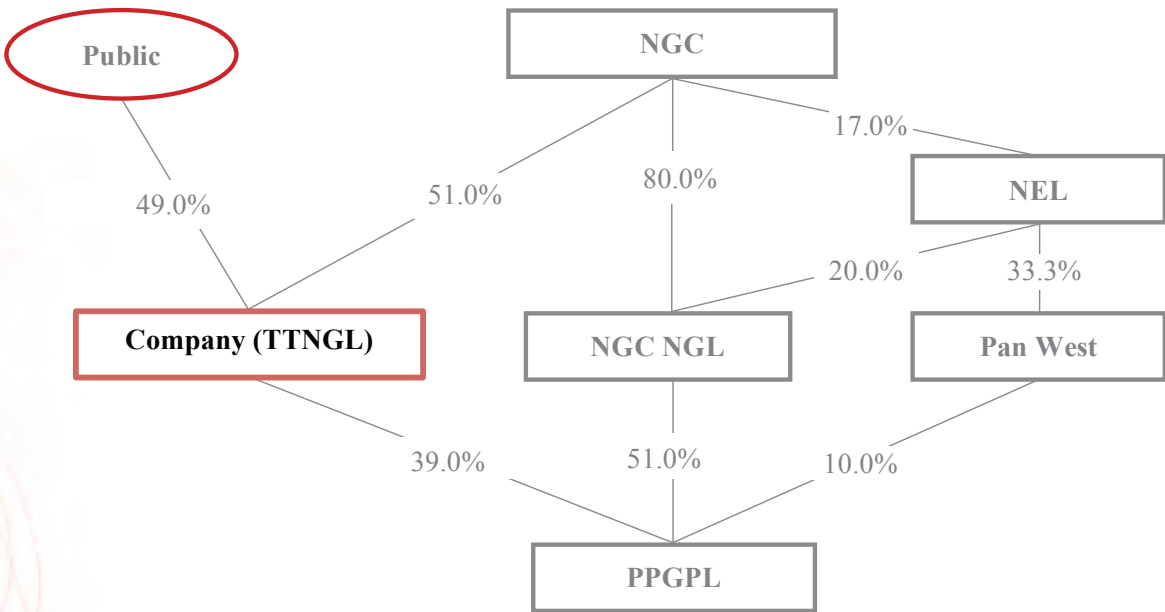 NGC
Public
17.0%
51.0%
80.0%
NEL
49.0%
20.0%
33.3%
Company (TTNGL)
NGC NGL
Pan West
39.0%
51.0%
10.0%
PPGPL